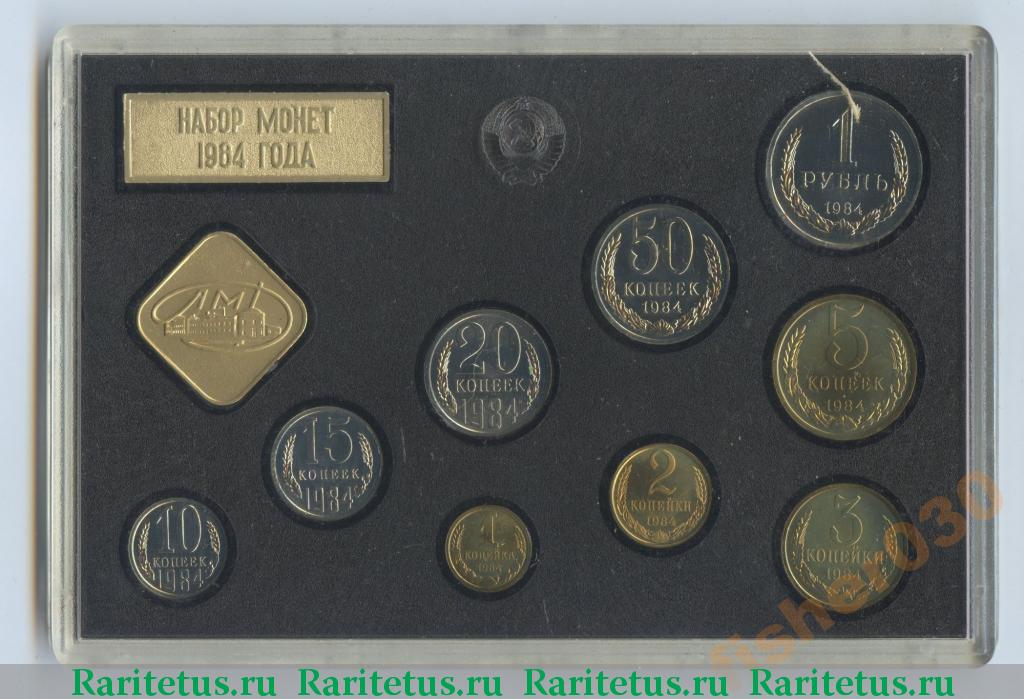 НАБОР МОНЕТ
1984 ГОДА
1
РУБЛЬ
1984
50
КОПЕЕК
1984
ЛМД
20
КОПЕЕК
1984
5
КОПЕЕК
1984
15
КОПЕЕК
1984
2
КОПЕЙКИ
1984
10
КОПЕЕК
1984
1
КОПЕЙКА
1984
3
КОПЕЙКИ
1984
fisher030
Raritetus.ru Raritetus.ru Raritetus.ru Raritetus.ru